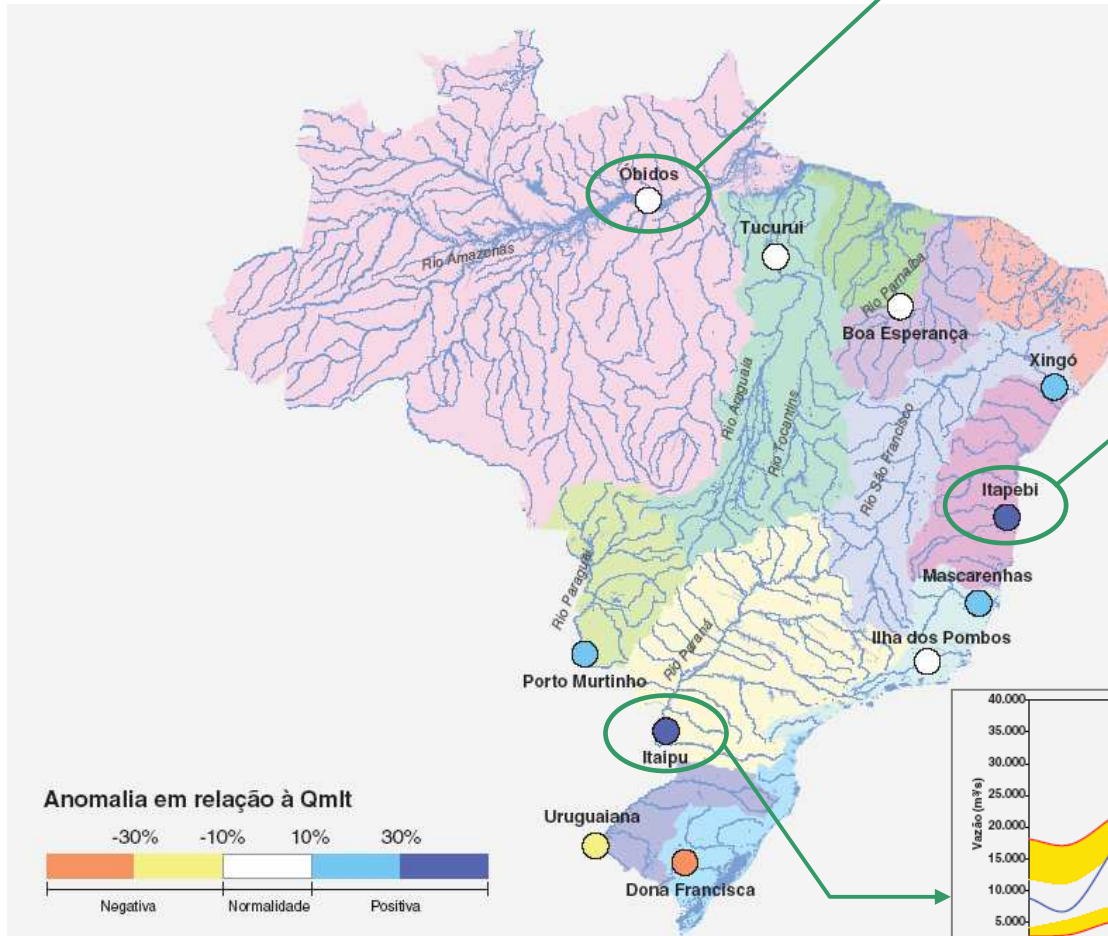 Óbidos
Rio Amazonas
Tucurui
Rio Parnaíba
Boa Esperança
Xingó
Rio Araguaia
Rio Tocantins
Rio São Francisco
Itapebi
Mascarenhas
Rio Paraguai
Ilha dos Pombos
Rio Paraná
Porto Murtinho
Itaipu
Uruguaiana
Dona Francisca
Anomalia em relação à Qmlt
-30% -10% 10% 30%
Negativa Normalidade Positiva
Vazão (m³/s)
40.000
35.000
30.000
25.000
20.000
15.000
10.000
5.000